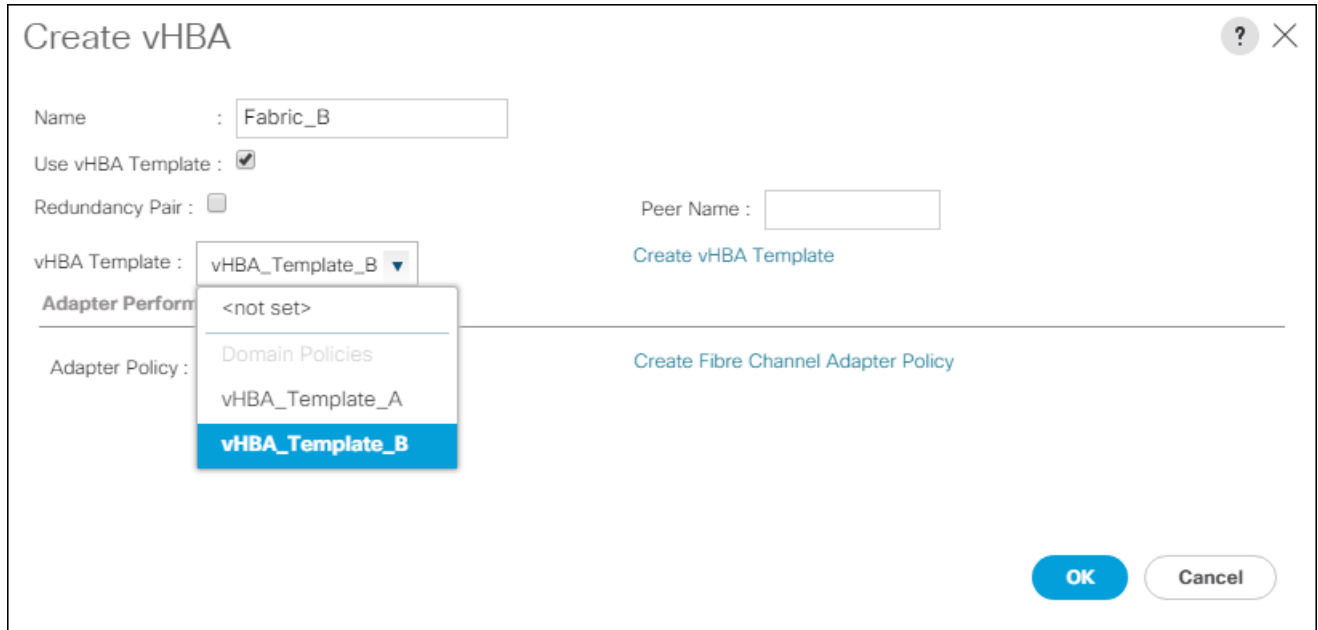 Create vHBA ?
Name : Fabric_B
Use vHBA Template :
Redundancy Pair : Peer Name :
vHBA Template : vHBA_Template_B Create vHBA Template
Adapter Perform
<not set>
Domain Policies
Adapter Policy : Create Fibre Channel Adapter Policy
vHBA_Template_A
vHBA_Template_B
OK Cancel